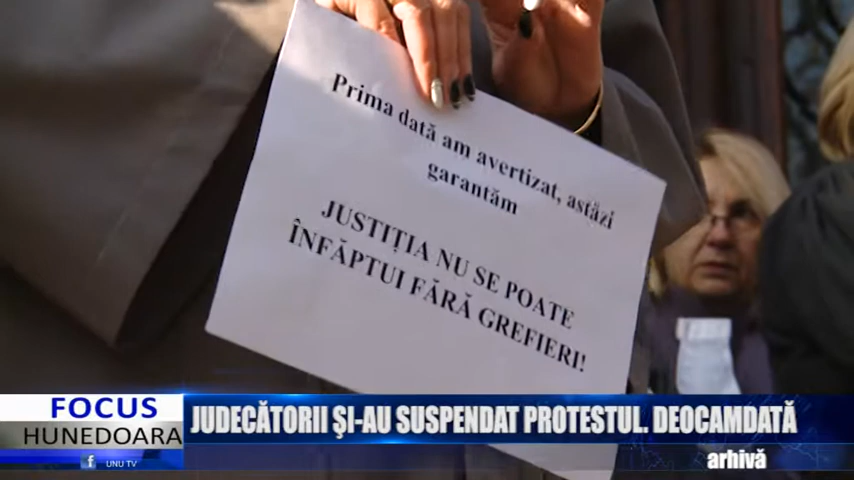 Prima dată am avertizat, astăzi
garantăm
JUSTIȚIA NU SE POATE
ÎNFĂPTUI FĂRĂ GREFIERI!
FOCUS
HUNEDOARA
f UNU TV
JUDECĂTORII ŞI-AU SUSPENDAT PROTESTUL. DEOCAMDATĂ
arhivă